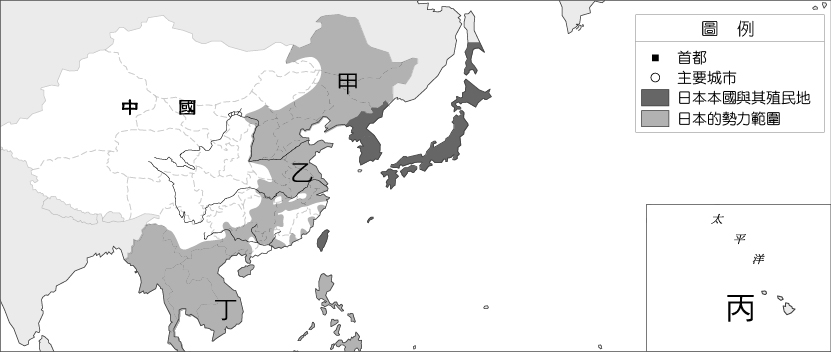 圖 例
首都
主要城市
日本本國與其殖民地
日本的勢力範圍
甲
中 國
乙
太
平
洋
丙
丁